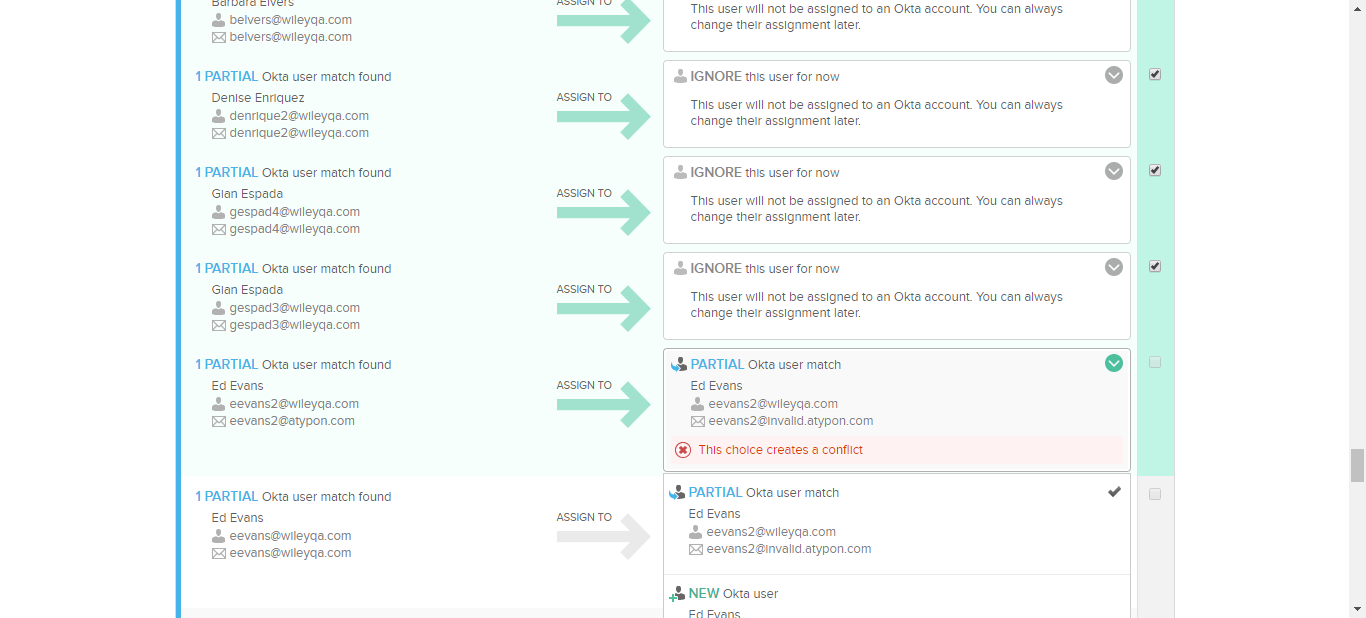 Barbara Elvers
belvers@wileyqa.com
belvers@wileyqa.com
ASSIGN TO
This user will not be assigned to an Okta account. You can always
change their assignment later.
1 PARTIAL Okta user match found
Denise Enriquez
denrique2@wileyqa.com
denrique2@wileyqa.com
ASSIGN TO
IGNORE this user for now
This user will not be assigned to an Okta account. You can always
change their assignment later.
1 PARTIAL Okta user match found
Gian Espada
gespad4@wileyqa.com
gespad4@wileyqa.com
ASSIGN TO
IGNORE this user for now
This user will not be assigned to an Okta account. You can always
change their assignment later.
1 PARTIAL Okta user match found
Gian Espada
gespad3@wileyqa.com
gespad3@wileyqa.com
ASSIGN TO
IGNORE this user for now
This user will not be assigned to an Okta account. You can always
change their assignment later.
1 PARTIAL Okta user match found
Ed Evans
eevans2@wileyqa.com
eevans2@atypon.com
ASSIGN TO
PARTIAL Okta user match
Ed Evans
eevans2@wileyqa.com
eevans2@invalid.atypon.com
This choice creates a conflict
1 PARTIAL Okta user match found
Ed Evans
eevans@wileyqa.com
eevans@wileyqa.com
ASSIGN TO
PARTIAL Okta user match
Ed Evans
eevans2@wileyqa.com
eevans2@invalid.atypon.com
NEW Okta user
Ed Evans